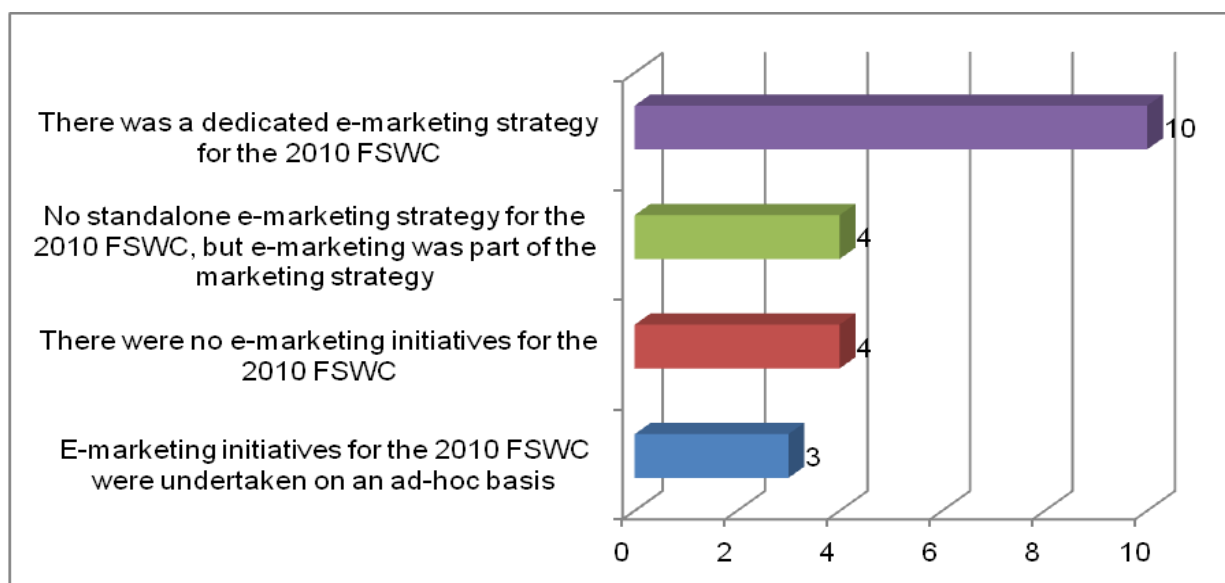 There was a dedicated e-marketing strategy
for the 2010 FSWC
10
No standalone e-marketing strategy for the
2010 FSWC, but e-marketing was part of the
marketing strategy
4
There were no e-marketing initiatives for the
2010 FSWC
4
E-marketing initiatives for the 2010 FSWC
were undertaken on an ad-hoc basis
3
0 2 4 6 8 10